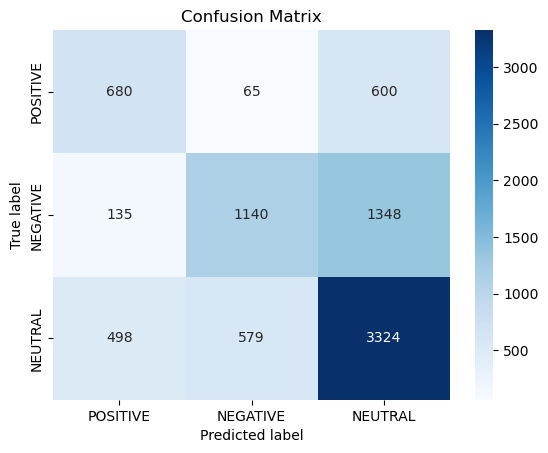 Confusion Matrix
POSITIVE
680
65
600
NEGATIVE
135
1140
1348
NEUTRAL
498
579
3324
True label
POSITIVE
NEGATIVE
NEUTRAL
Predicted label
3000
2500
2000
1500
1000
500